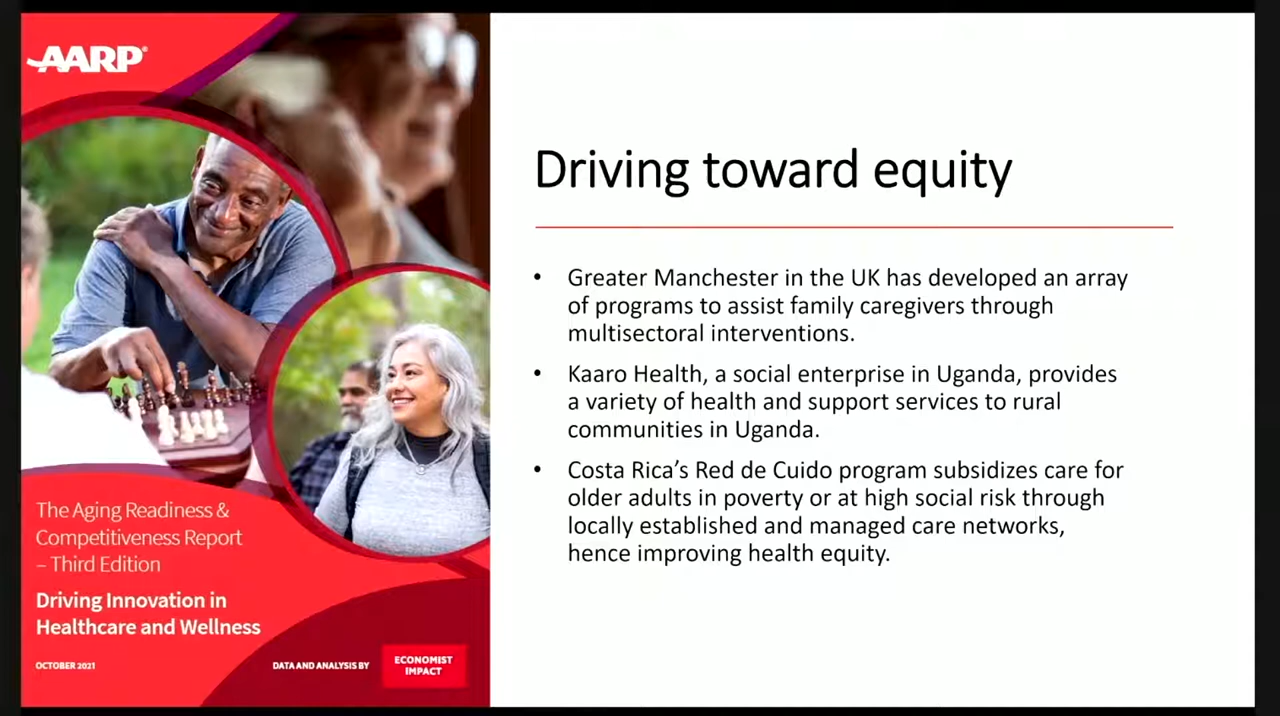 AARP®
The Aging Readiness &
Competitiveness Report
– Third Edition
Driving Innovation in
Healthcare and Wellness
OCTOBER 2021
DATA AND ANALYSIS BY
ECONOMIST
IMPACT
Driving toward equity
• Greater Manchester in the UK has developed an array
of programs to assist family caregivers through
multisectoral interventions.
• Kaaro Health, a social enterprise in Uganda, provides
a variety of health and support services to rural
communities in Uganda.
• Costa Rica’s Red de Cuido program subsidizes care for
older adults in poverty or at high social risk through
locally established and managed care networks,
hence improving health equity.